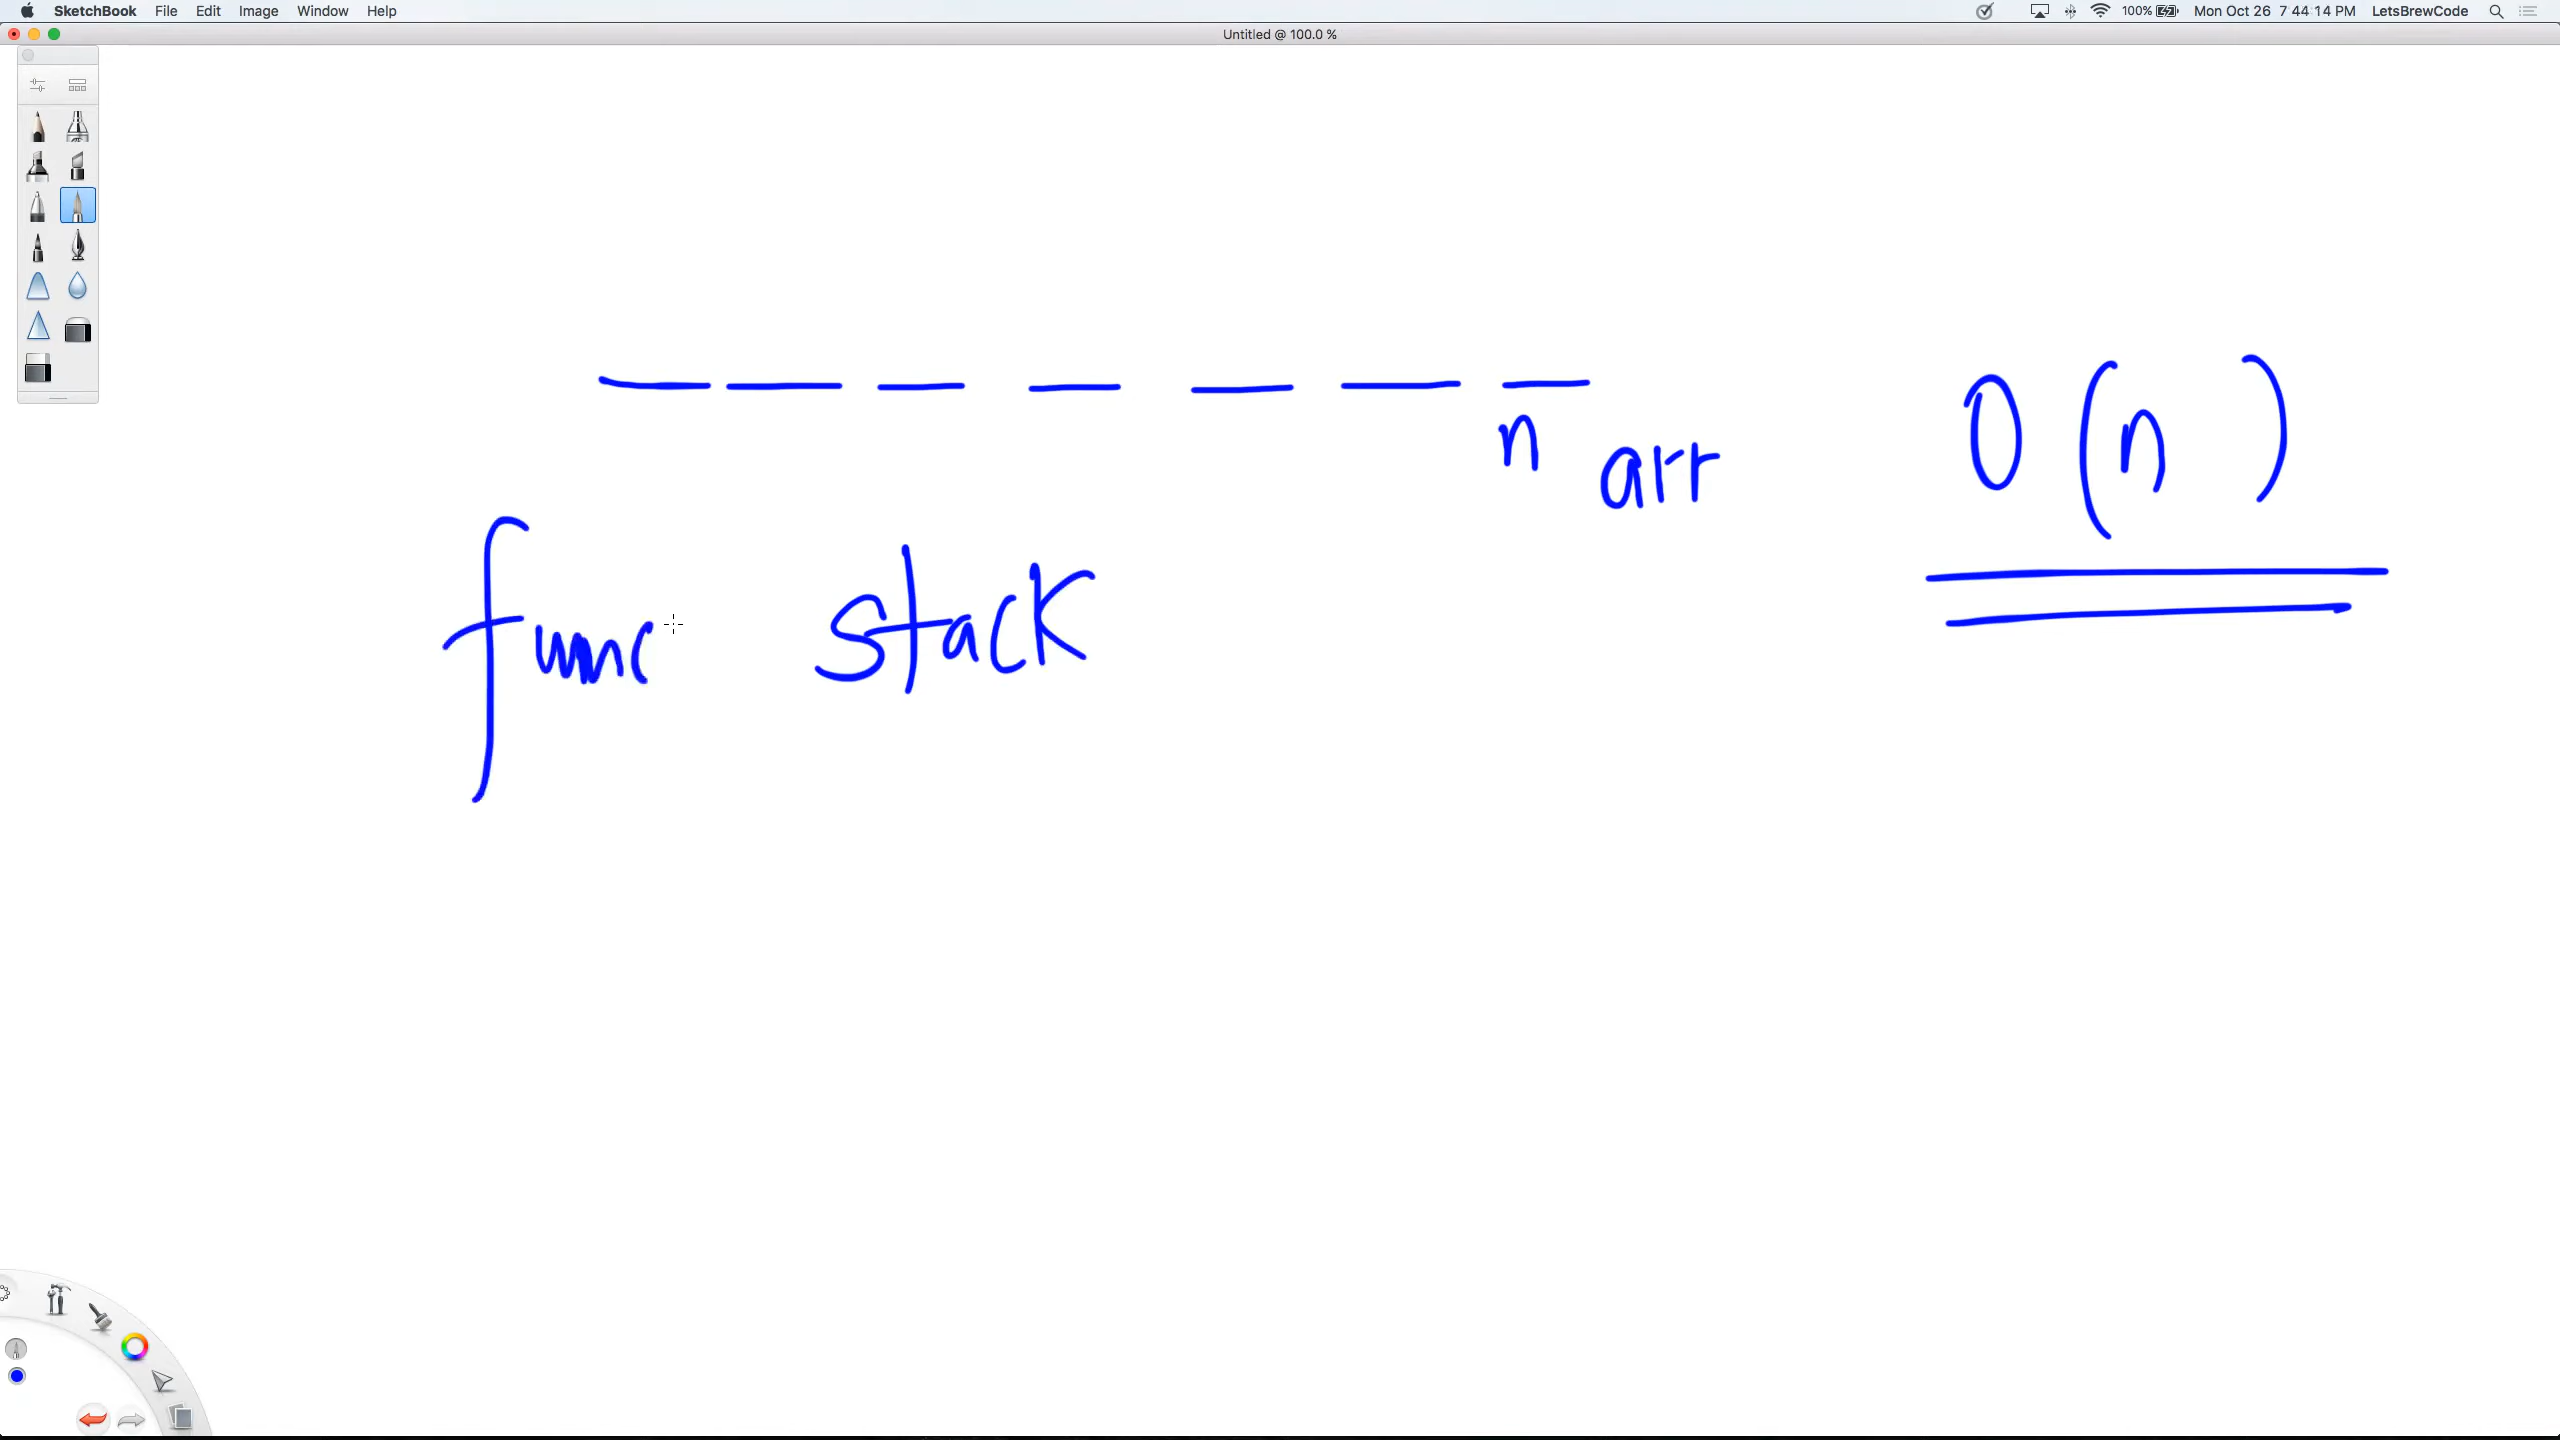 SketchBook File Edit Image Window Help 100% Mon Oct 26 7 44 14 PM LetsBrewCode
Untitled @ 100.0 %
n arr O(n )
func stack